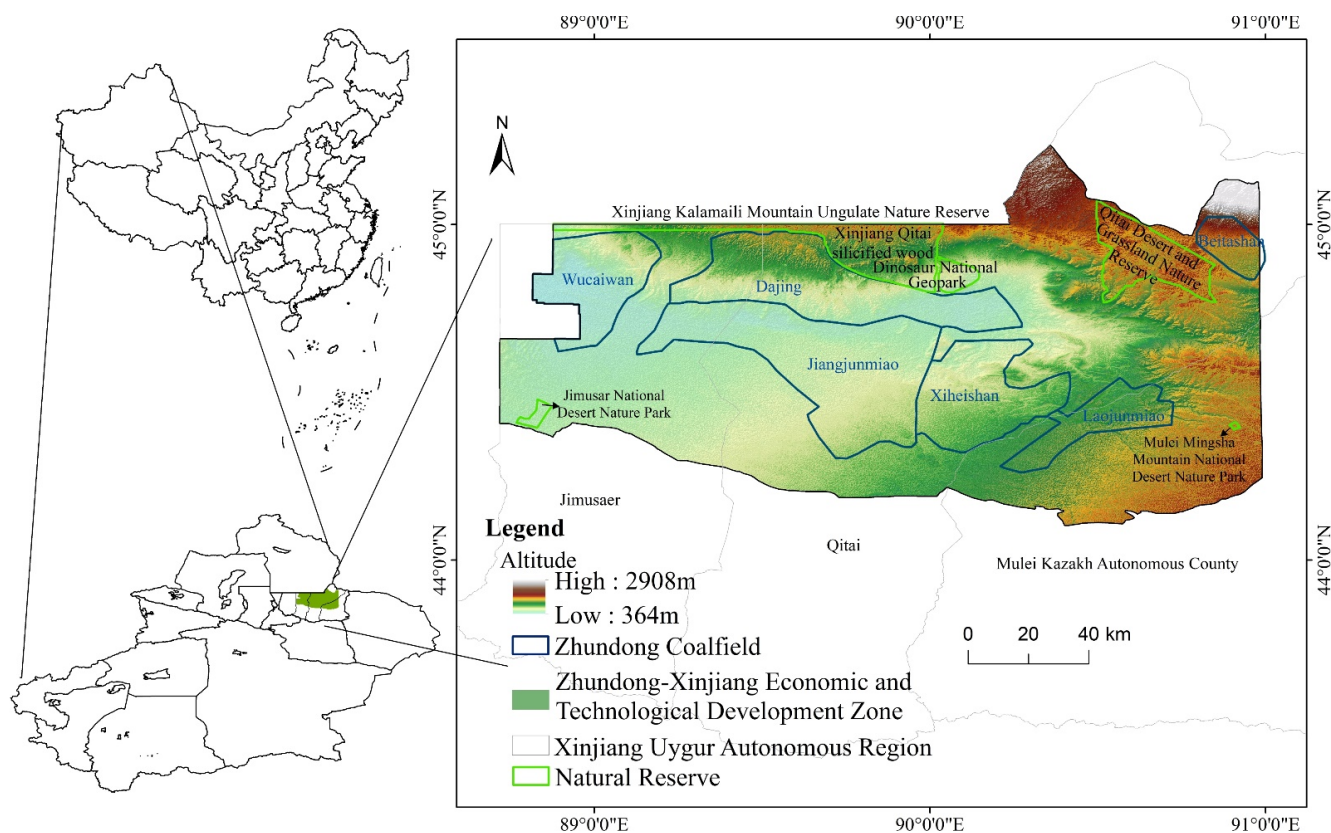 89°0'0"E
90°0'0"E
91°0'0"E
N
45°0'0"N
45°0'0"N
Xinjiang Kalamaili Mountain Ungulate Nature Reserve
Xinjiang Qitai
silicified wood
Dinosaur National
Geopark
Qitai Desert and
Grassland Nature
Reserve
Beitashan
Wucaiwan
Dajing
Jiangjunmiao
Xiheishan
Laojunmiao
Jimusar National
Desert Nature Park
Mulei Mingsha
Mountain National
Desert Nature Park
Jimusaer
Qitai
Mulei Kazakh Autonomous County
44°0'0"N
44°0'0"N
Legend
Altitude
High : 2908m
Low : 364m
Zhundong Coalfield
Zhundong-Xinjiang Economic and
Technological Development Zone
Xinjiang Uygur Autonomous Region
Natural Reserve
0 20 40 km
89°0'0"E
90°0'0"E
91°0'0"E